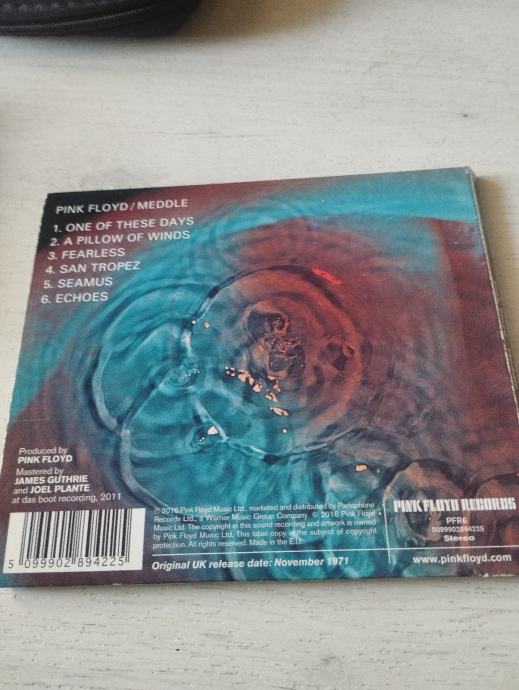 PINK FLOYD / MEDDLE
1. ONE OF THESE DAYS
2. A PILLOW OF WINDS
3. FEARLESS
4. SAN TROPEZ
5. SEAMUS
6. ECHOES
Produced by
PINK FLOYD
Mastered by
JAMES GUTHRIE
and JOEL PLANTE
at das boot recording, 2011
5 099902 894225
℗ 2016 Pink Floyd Music Ltd., marketed and distributed by Parlophone
Records Ltd., a Warner Music Group Company. © 2016 Pink Floyd
Music Ltd. The copyright in this sound recording and artwork is owned
by Pink Floyd Music Ltd. This label copy is the subject of copyright
protection. All rights reserved. Made in the E.U.
Original UK release date: November 1971
PINK FLOYD RECORDS
PFR6
5099902894225
Stereo
www.pinkfloyd.com